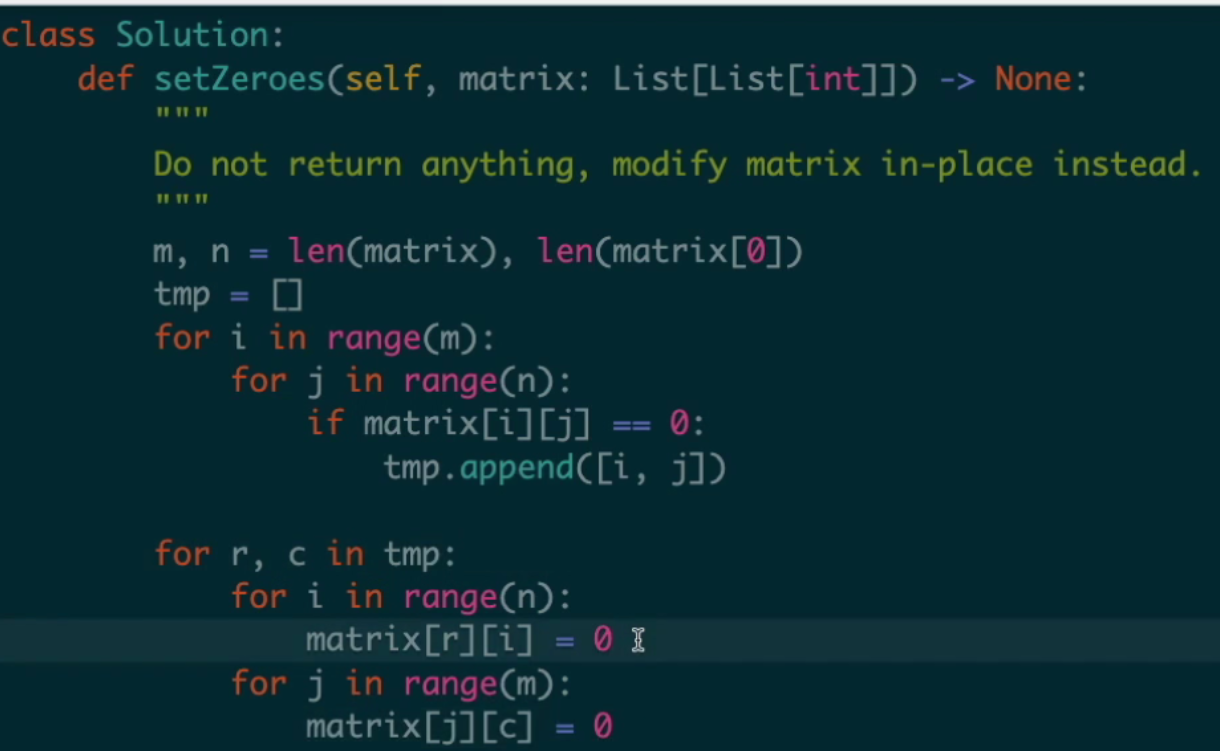 class Solution:
    def setZeroes(self, matrix: List[List[int]]) -> None:
        """
        Do not return anything, modify matrix in-place instead.
        """
        m, n = len(matrix), len(matrix[0])
        tmp = []
        for i in range(m):
            for j in range(n):
                if matrix[i][j] == 0:
                    tmp.append([i, j])

        for r, c in tmp:
            for i in range(n):
                matrix[r][i] = 0
            for j in range(m):
                matrix[j][c] = 0